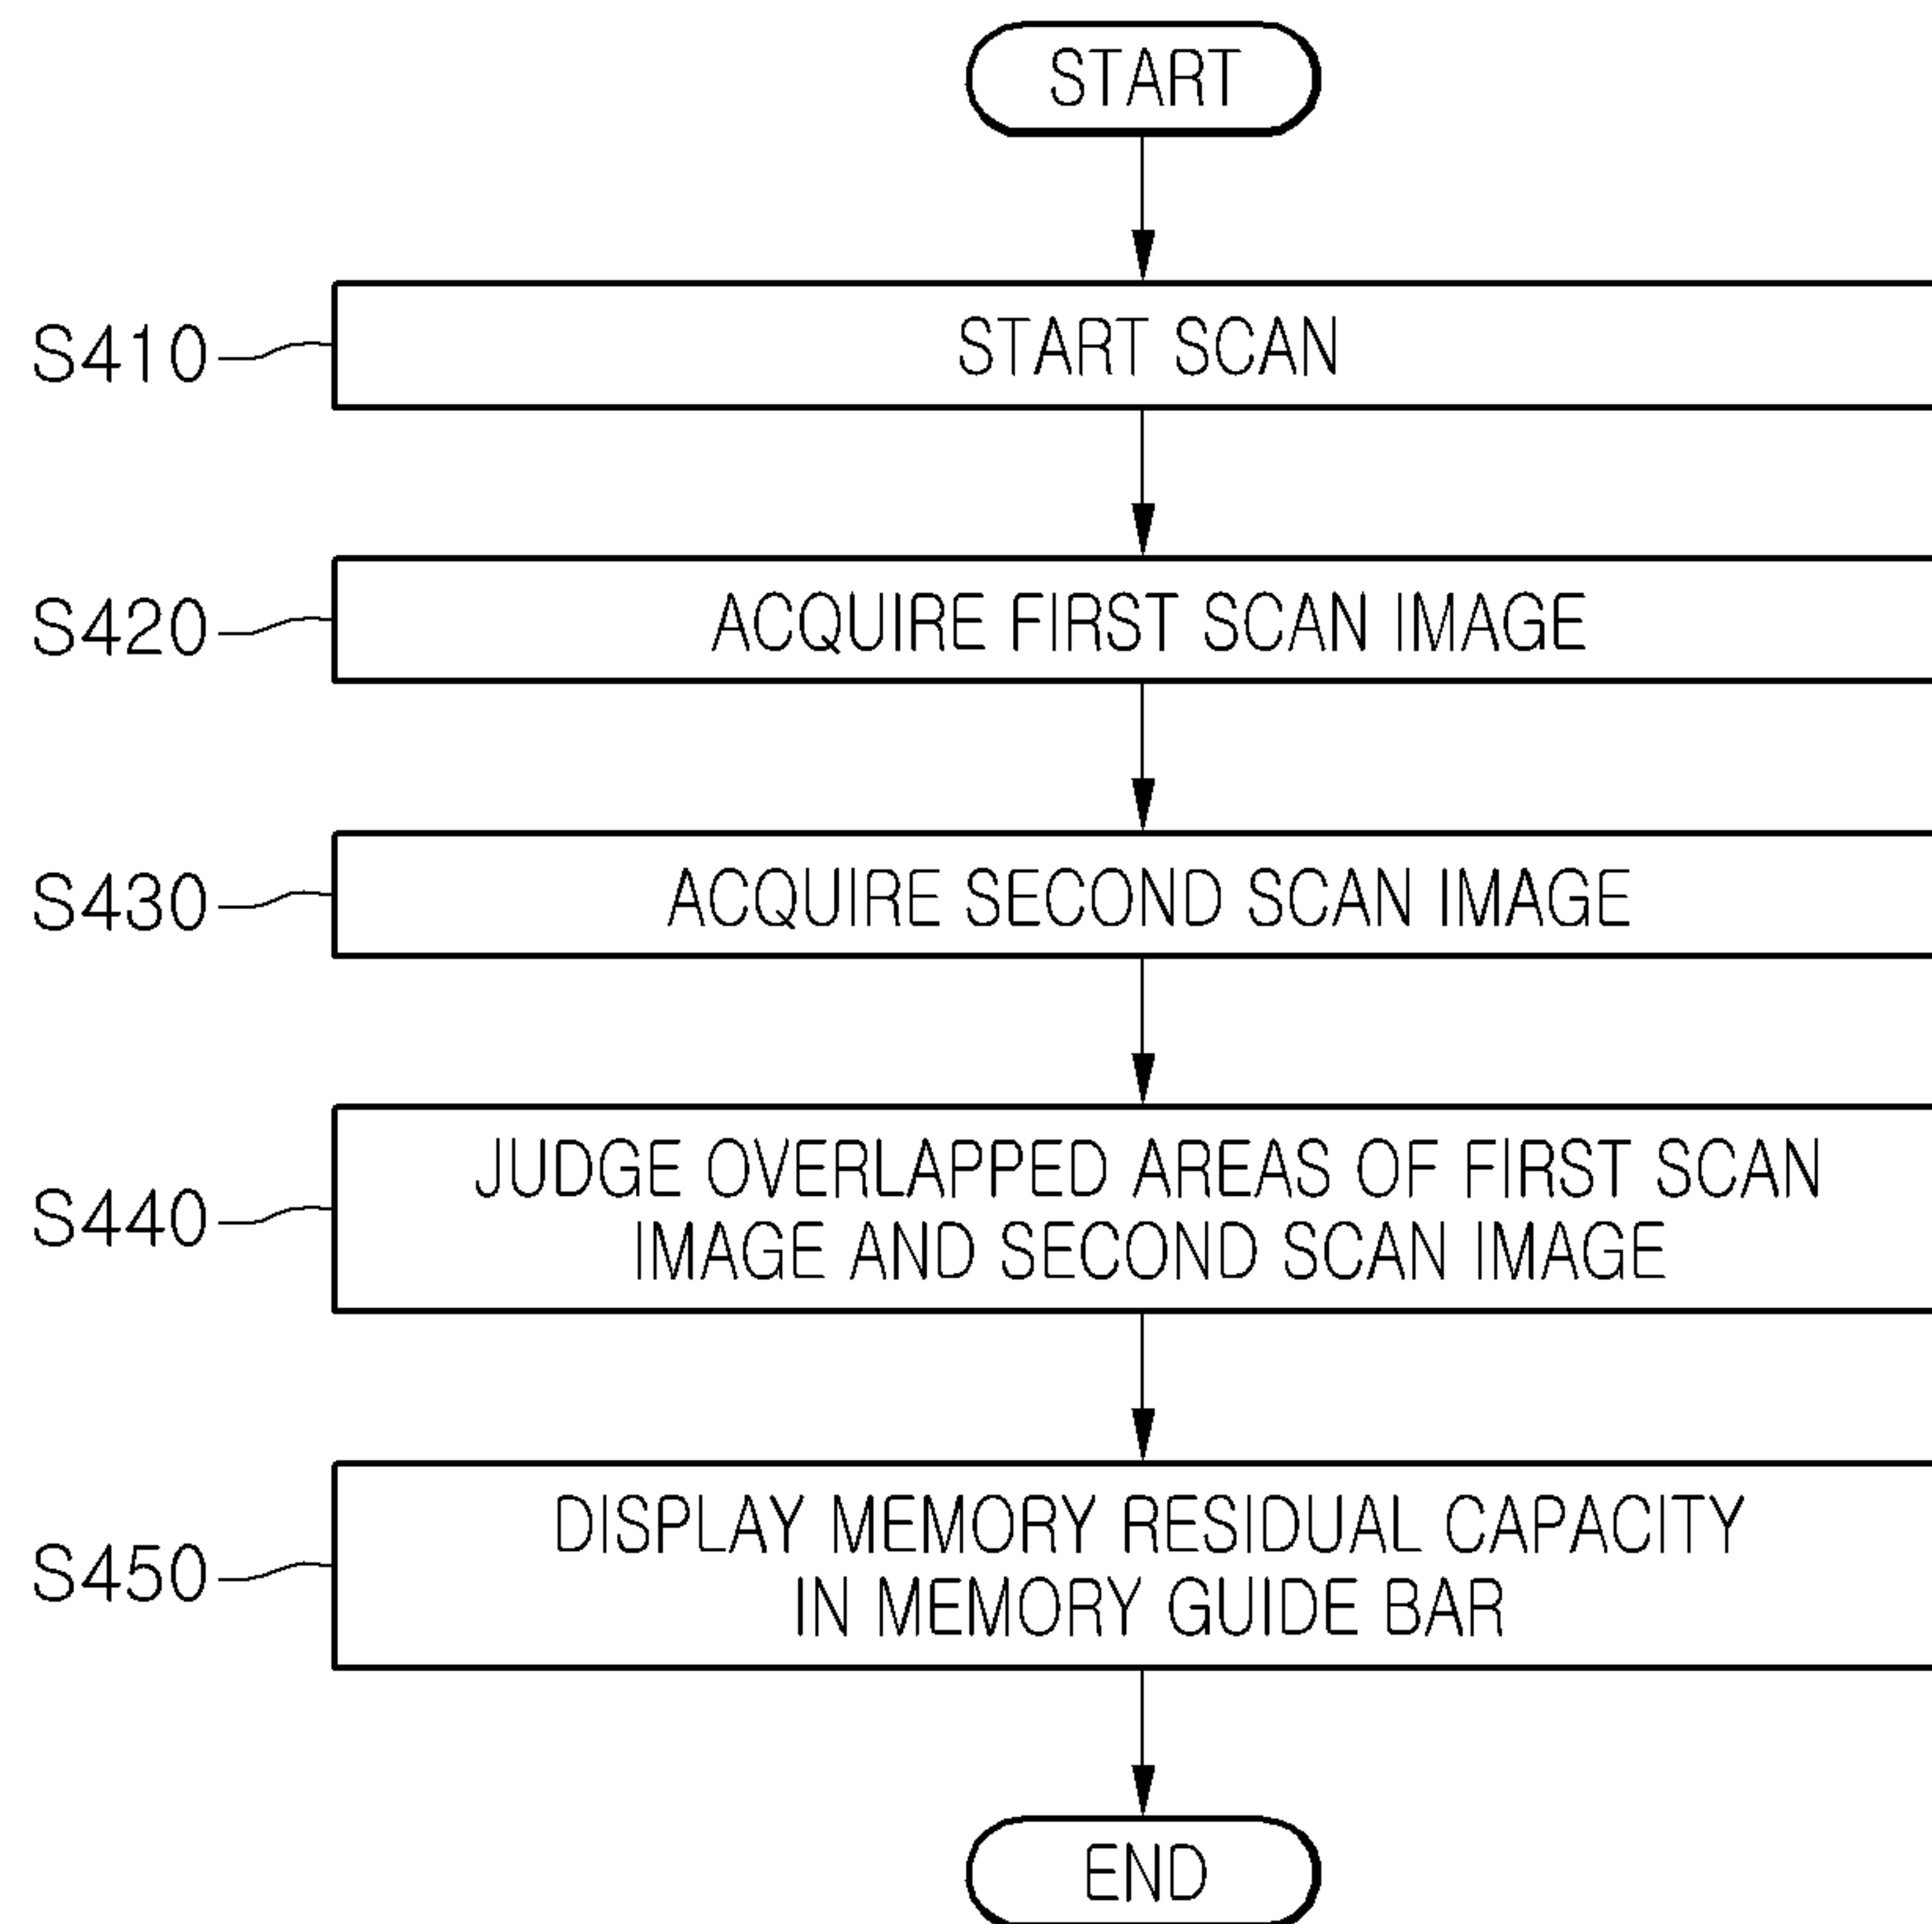 START
S410
START SCAN
S420
ACQUIRE FIRST SCAN IMAGE
S430
ACQUIRE SECOND SCAN IMAGE
S440
JUDGE OVERLAPPED AREAS OF FIRST SCAN
IMAGE AND SECOND SCAN IMAGE
S450
DISPLAY MEMORY RESIDUAL CAPACITY
IN MEMORY GUIDE BAR
END